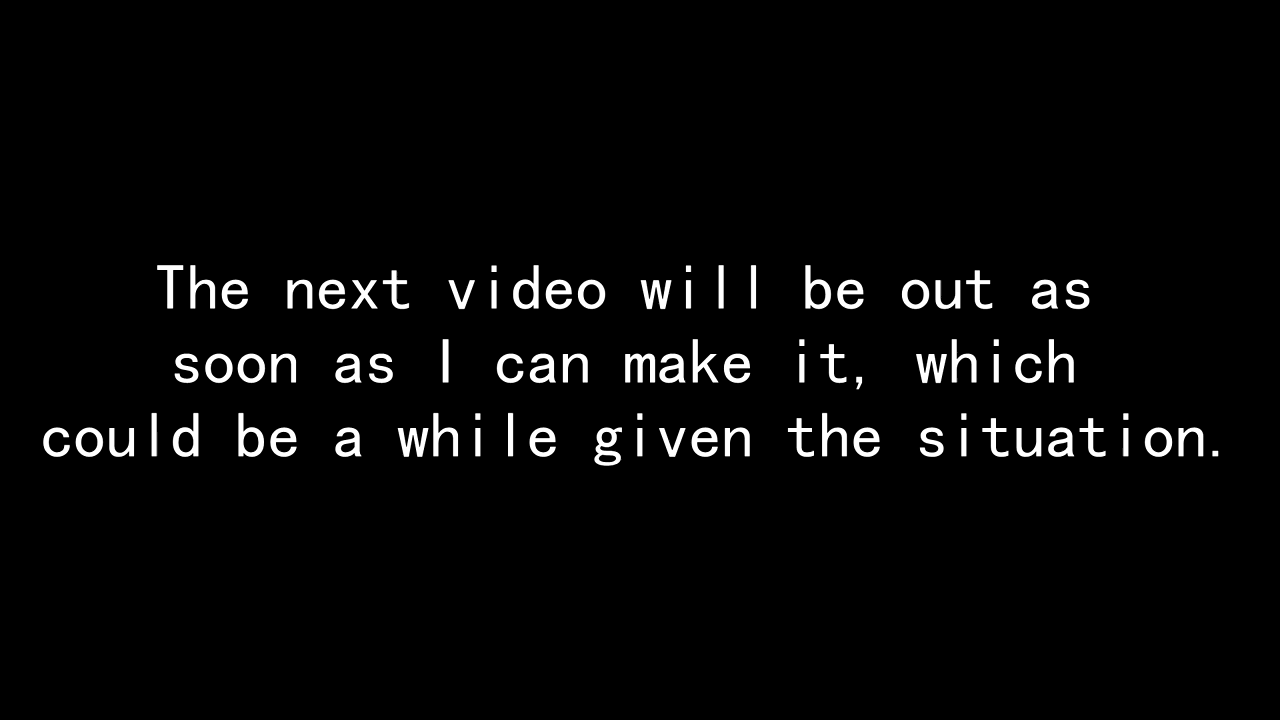 The next video will be out as
soon as I can make it, which
could be a while given the situation.